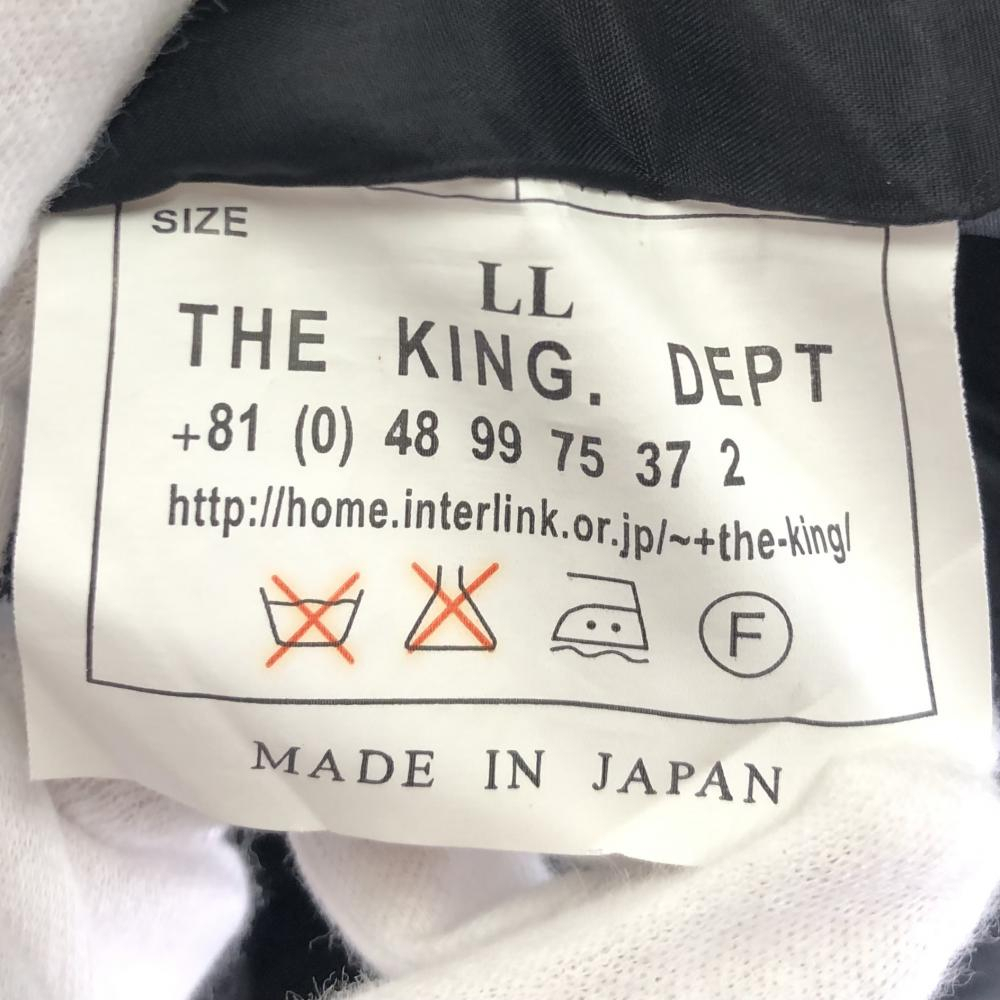 SIZE
LL
THE KING. DEPT
+81 (0) 48 99 75 37 2
http://home.interlink.or.jp/~+the-king/
F
MADE IN JAPAN